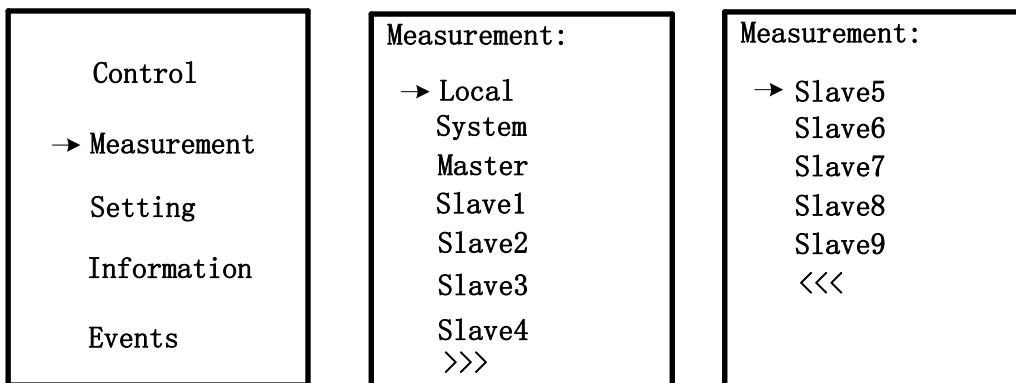 Control
→ Measurement
Setting
Information
Events
Measurement:
→ Local
System
Master
Slave1
Slave2
Slave3
Slave4
>>>
Measurement:
→ Slave5
Slave6
Slave7
Slave8
Slave9
<<<